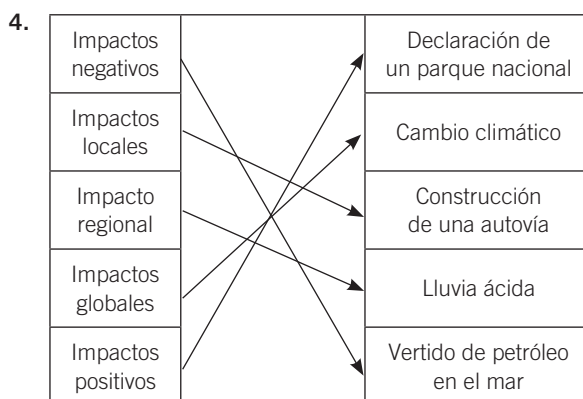 4.
Impactos
negativos
Declaración de
un parque nacional
Impactos
locales
Cambio climático
Impacto
regional
Construcción
de una autovía
Impactos
globales
Lluvia ácida
Impactos
positivos
Vertido de petróleo
en el mar